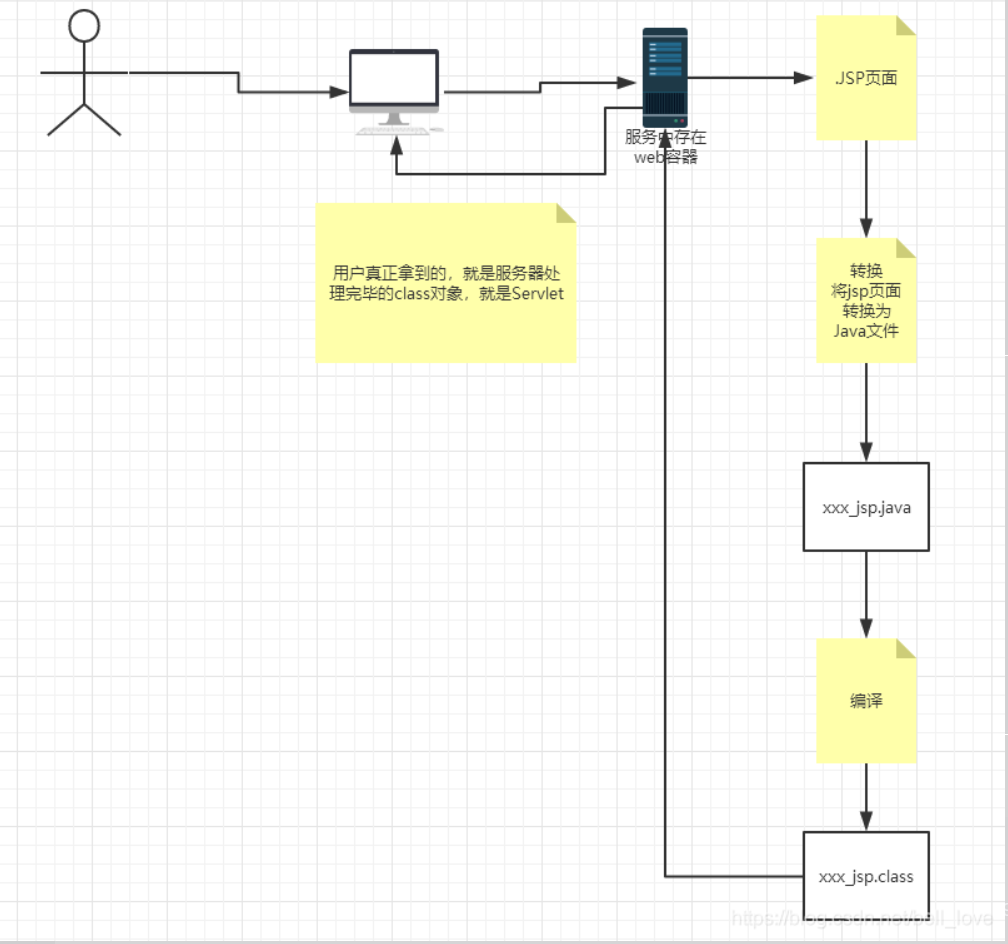 .JSP页面
服务中存在
web容器
用户真正拿到的，就是服务器处
理完毕的class对象，就是Servlet
转换
将jsp页面
转换为
Java文件
xxx_jsp.java
编译
xxx_jsp.class
https://blog.csdn.net/bell_love